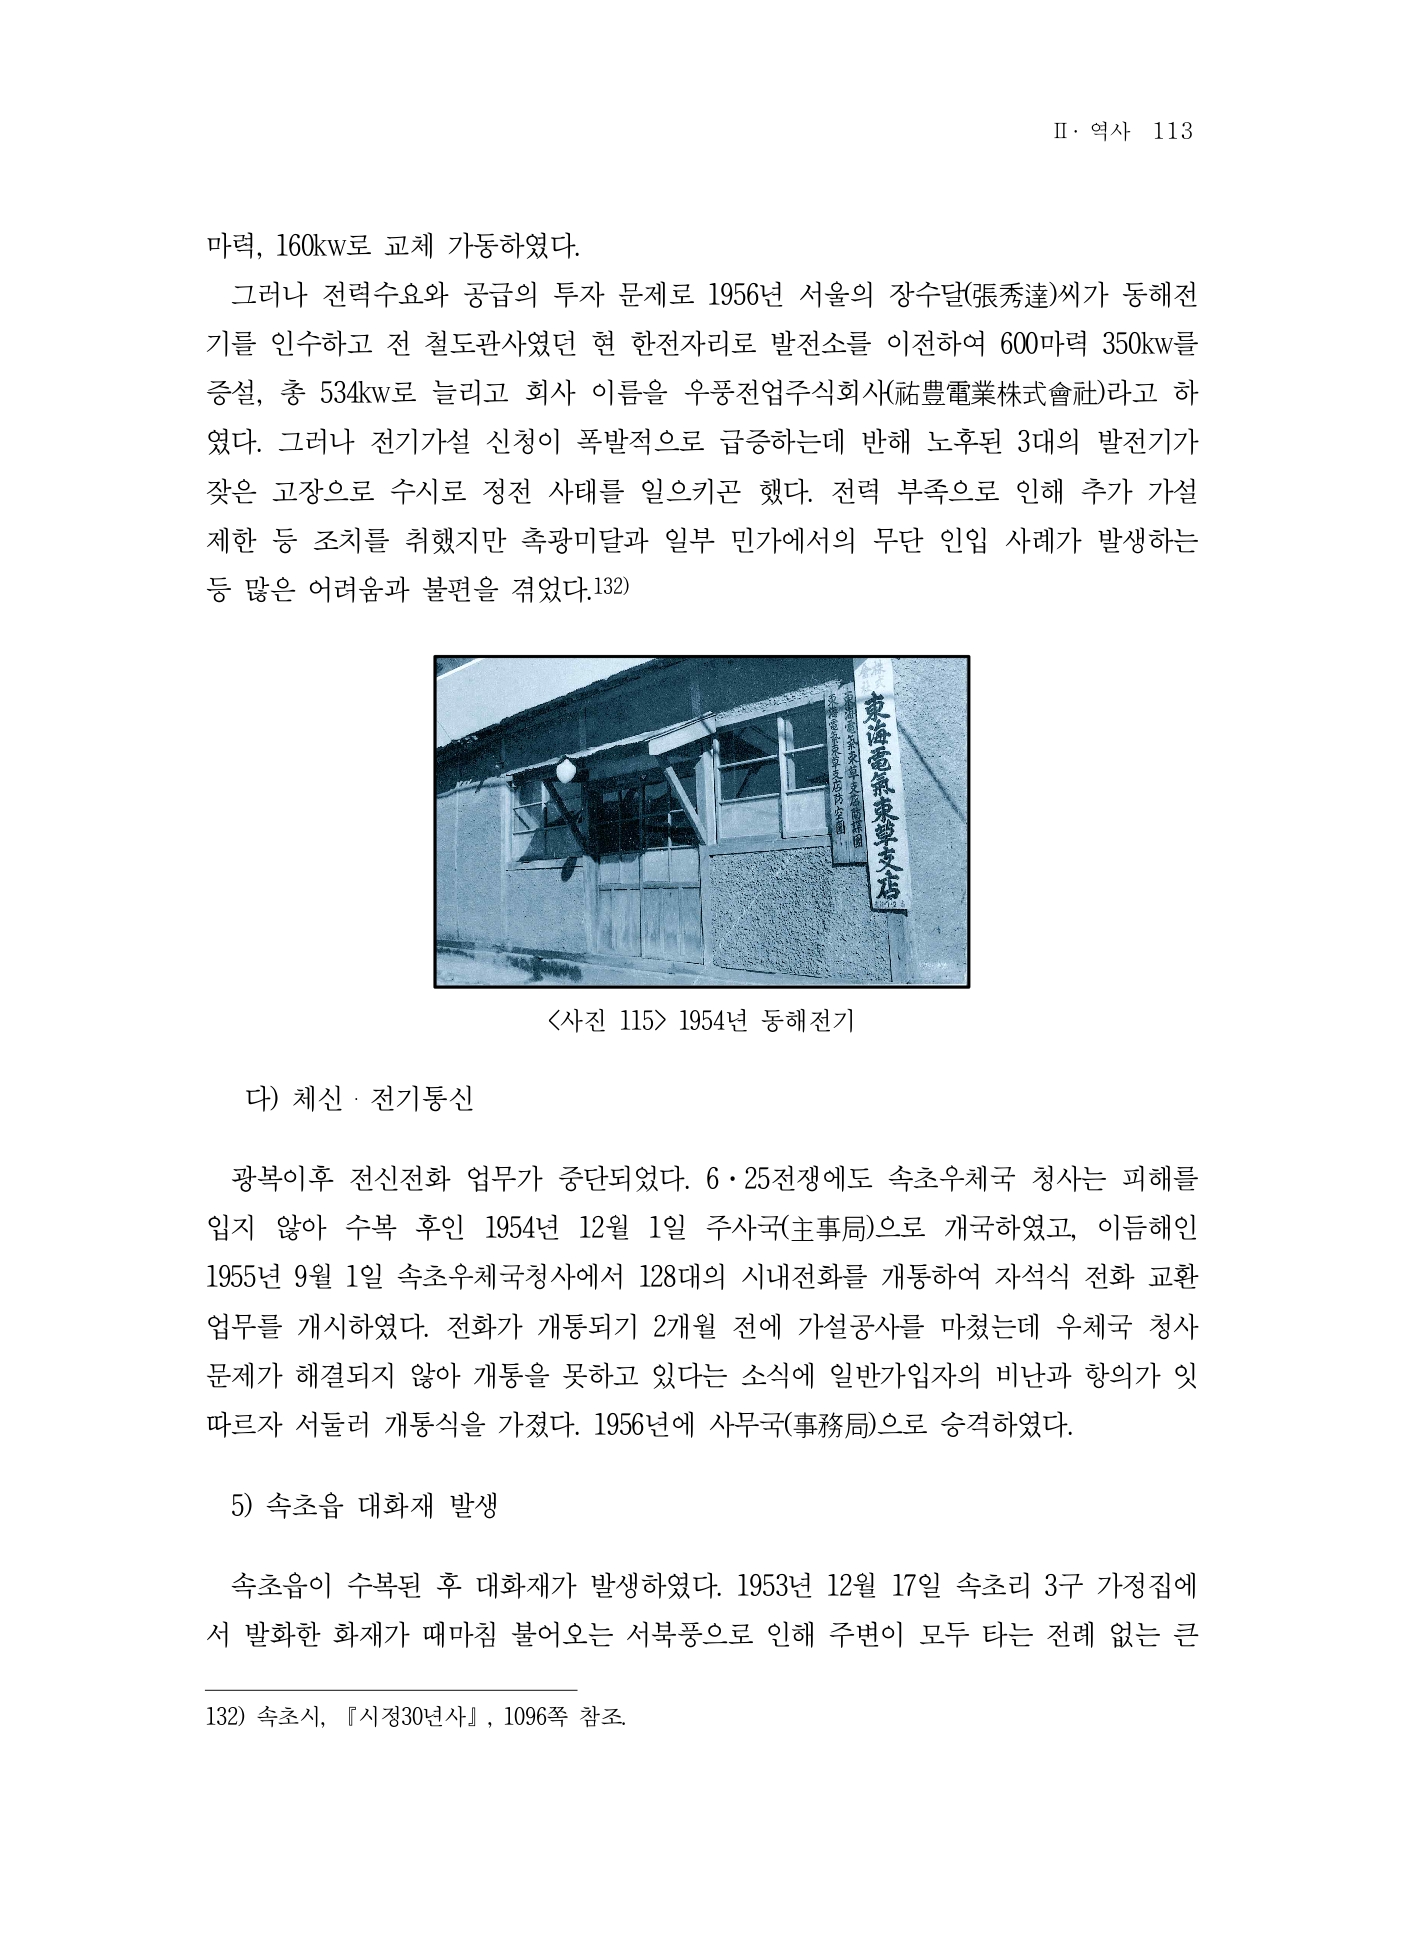 Ⅱ· 역사 113
마력, 160kw로 교체 가동하였다.
그러나 전력수요와 공급의 투자 문제로 1956년 서울의 장수달(張秀達)씨가 동해전
기를 인수하고 전 철도관사였던 현 한전자리로 발전소를 이전하여 600마력 350kw를
증설, 총 534kw로 늘리고 회사 이름을 우풍전업주식회사(祐豊電業株式會社)라고 하
였다. 그러나 전기가설 신청이 폭발적으로 급증하는데 반해 노후된 3대의 발전기가
잦은 고장으로 수시로 정전 사태를 일으키곤 했다. 전력 부족으로 인해 추가 가설
제한 등 조치를 취했지만 촉광미달과 일부 민가에서의 무단 인입 사례가 발생하는
등 많은 어려움과 불편을 겪었다.132)
東海電氣束草支店防空團
東海電氣束草支店防諜團
東海電氣束草支店
<사진 115> 1954년 동해전기
다) 체신·전기통신
광복이후 전신전화 업무가 중단되었다. 6·25전쟁에도 속초우체국 청사는 피해를
입지 않아 수복 후인 1954년 12월 1일 주사국(主事局)으로 개국하였고, 이듬해인
1955년 9월 1일 속초우체국청사에서 128대의 시내전화를 개통하여 자석식 전화 교환
업무를 개시하였다. 전화가 개통되기 2개월 전에 가설공사를 마쳤는데 우체국 청사
문제가 해결되지 않아 개통을 못하고 있다는 소식에 일반가입자의 비난과 항의가 잇
따르자 서둘러 개통식을 가졌다. 1956년에 사무국(事務局)으로 승격하였다.
5) 속초읍 대화재 발생
속초읍이 수복된 후 대화재가 발생하였다. 1953년 12월 17일 속초리 3구 가정집에
서 발화한 화재가 때마침 불어오는 서북풍으로 인해 주변이 모두 타는 전례 없는 큰
132) 속초시, 『시정30년사』, 1096쪽 참조.